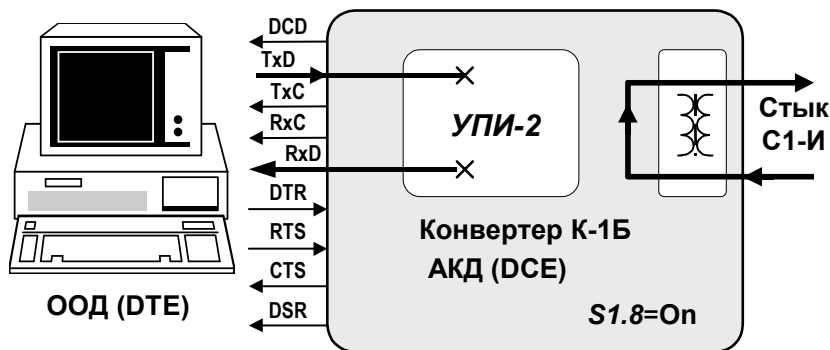 DCD
TxD
TxC
RxC
RxD
DTR
RTS
CTS
DSR
ООД (DTE)
УПИ-2
Конвертер К-1Б
АКД (DCE)
S1.8=On
Стык
С1-И